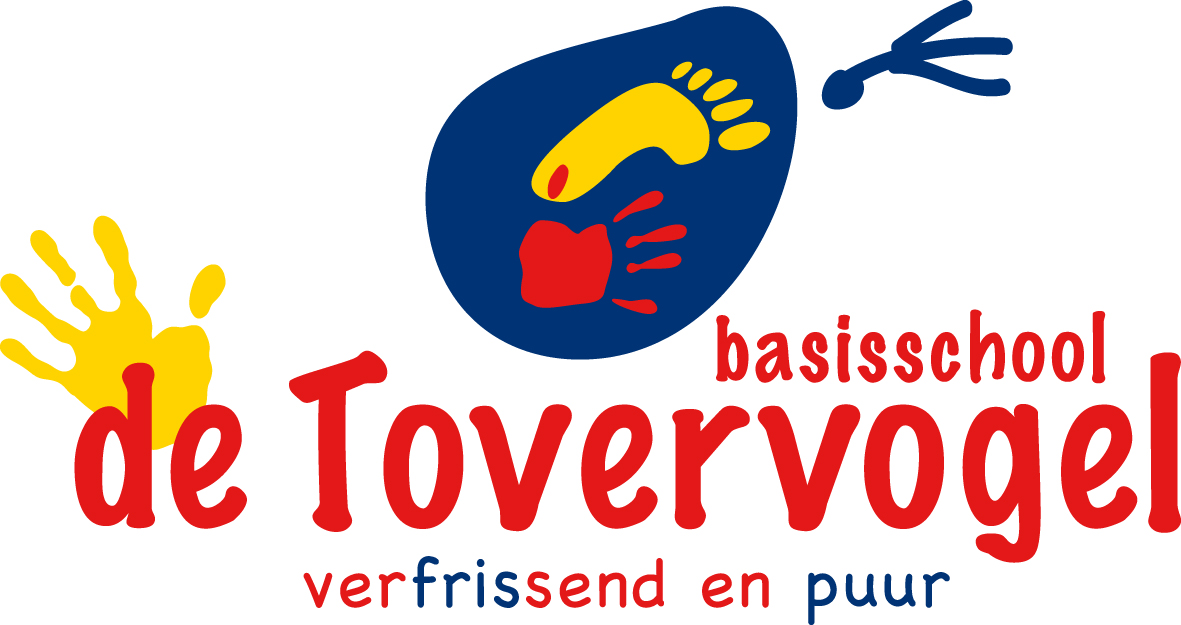 basisschool
de Tovervogel
verfrissend en puur